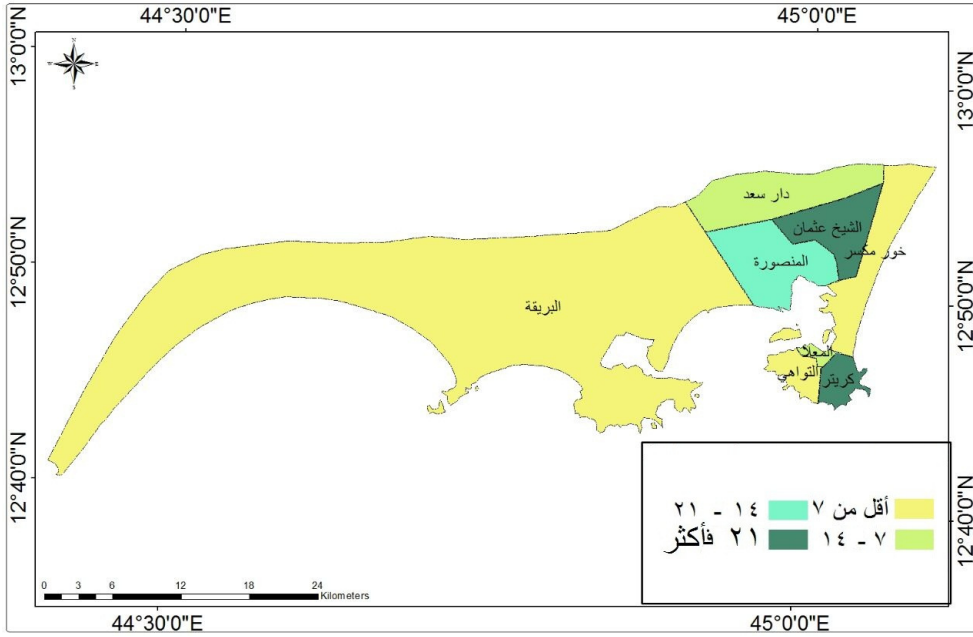 44°30'0"E
45°0'0"E
13°0'0"N
13°0'0"N
N
W
E
S
دار سعد
الشيخ عثمان
خور مكسر
المنصورة
12°50'0"N
12°50'0"N
البريقة
المعلا
التواهي
كريتر
12°40'0"N
12°40'0"N
أقل من ٧
١٤ - ٢١
٧ - ١٤
٢١ فأكثر
0 3 6 12 18 24
Kilometers
44°30'0"E
45°0'0"E